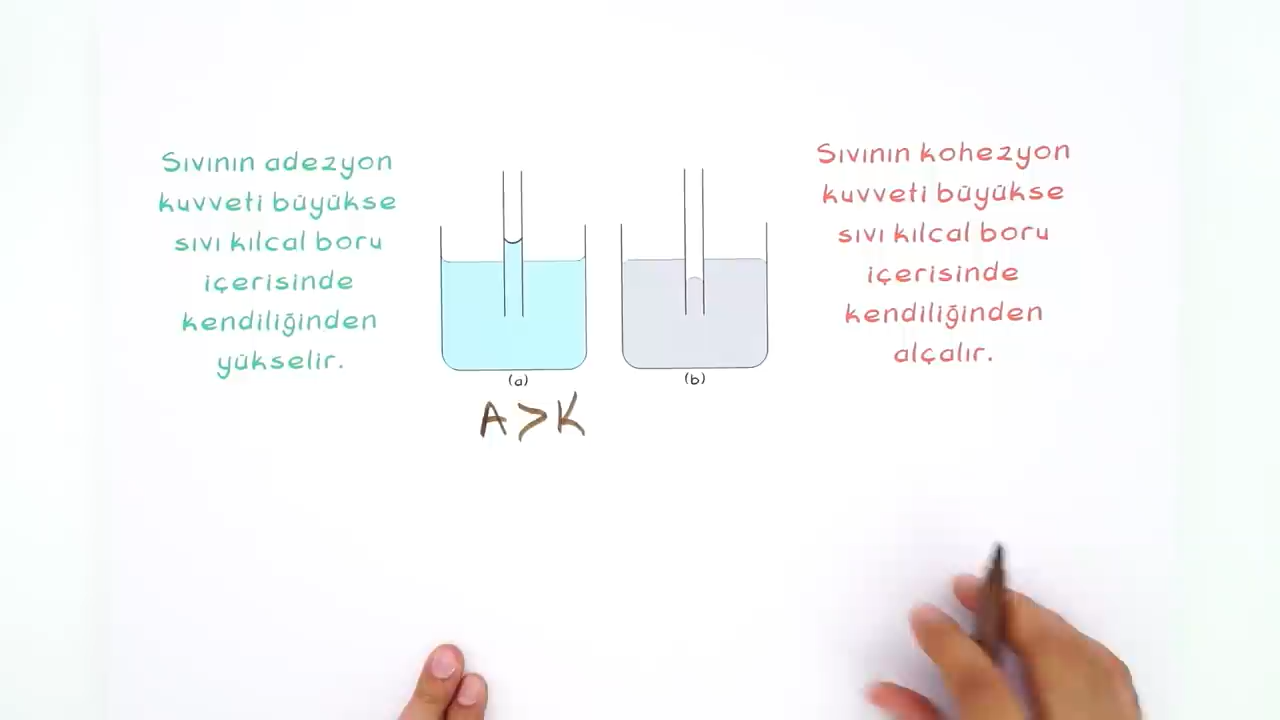 Sıvının adezyon
kuvveti büyükse
sıvı kılcal boru
içerisinde
kendiliğinden
yükselir.
(a)
A > K
(b)
Sıvının kohezyon
kuvveti büyükse
sıvı kılcal boru
içerisinde
kendiliğinden
alçalır.